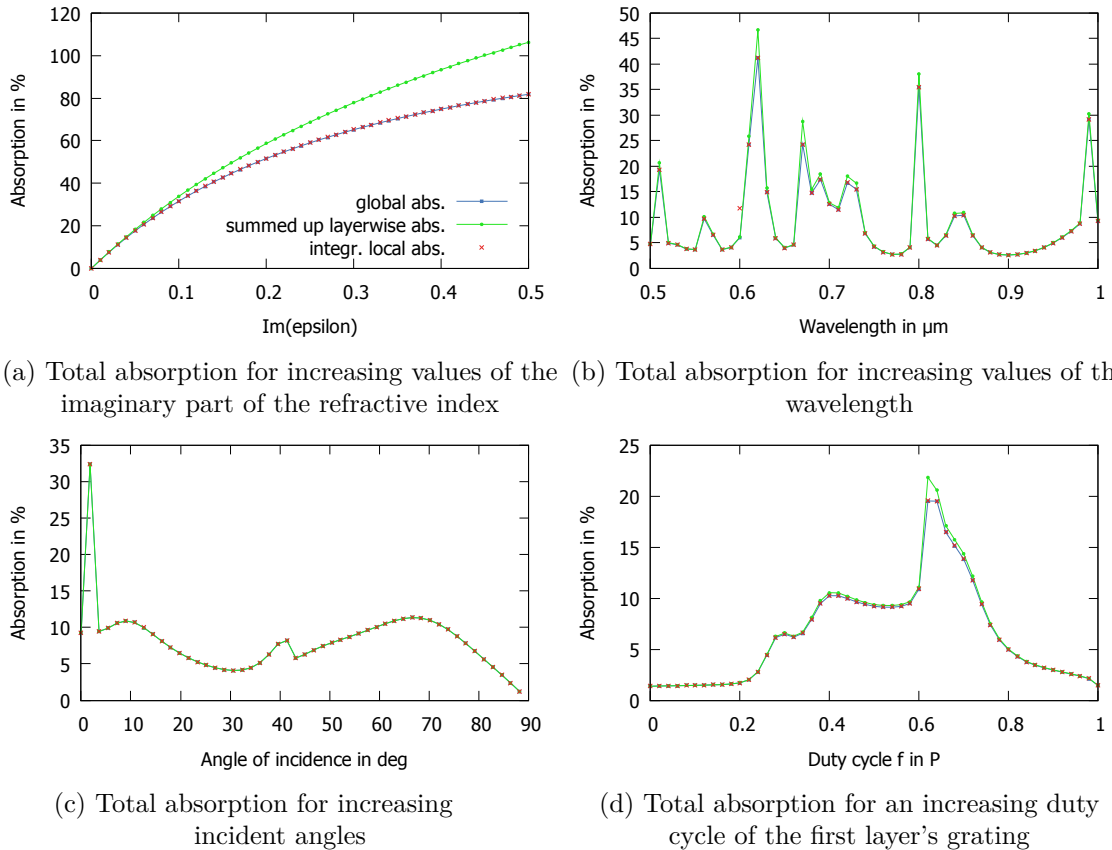 120
100
80
60
40
20
0
Absorption in %
global abs.
summed up layerwise abs.
integr. local abs.
0 0.1 0.2 0.3 0.4 0.5
Im(epsilon)
50
45
40
35
30
25
20
15
10
5
0
Absorption in %
0.5 0.6 0.7 0.8 0.9 1
Wavelength in µm
(a) Total absorption for increasing values of the
imaginary part of the refractive index
(b) Total absorption for increasing values of th
wavelength
35
30
25
20
15
10
5
0
Absorption in %
0 10 20 30 40 50 60 70 80 90
Angle of incidence in deg
25
20
15
10
5
0
Absorption in %
0 0.2 0.4 0.6 0.8 1
Duty cycle f in P
(c) Total absorption for increasing
incident angles
(d) Total absorption for an increasing duty
cycle of the first layer's grating